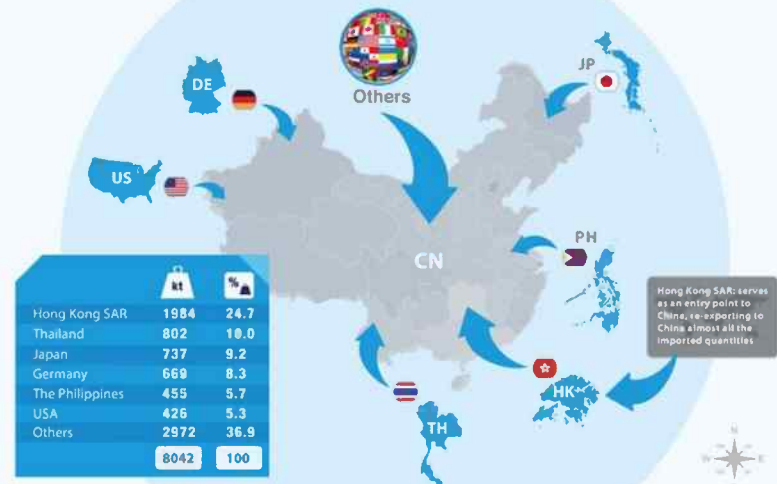 Others
DE
JP
US
CN
PH
Hong Kong SAR: serves
as an entry point to
China, re-exporting to
China almost all the
imported quantities
HK
TH
kt %
Hong Kong SAR 1984 24.7
Thailand 802 10.0
Japan 737 9.2
Germany 669 8.3
The Philippines 455 5.7
USA 426 5.3
Others 2972 36.9
8042 100
N
W E
S